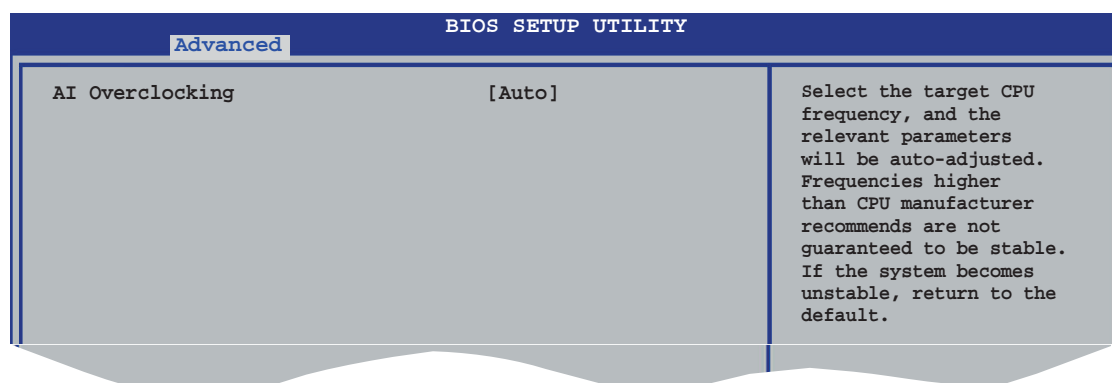 BIOS SETUP UTILITY
Advanced
AI Overclocking [Auto]
Select the target CPU
frequency, and the
relevant parameters
will be auto-adjusted.
Frequencies higher
than CPU manufacturer
recommends are not
guaranteed to be stable.
If the system becomes
unstable, return to the
default.